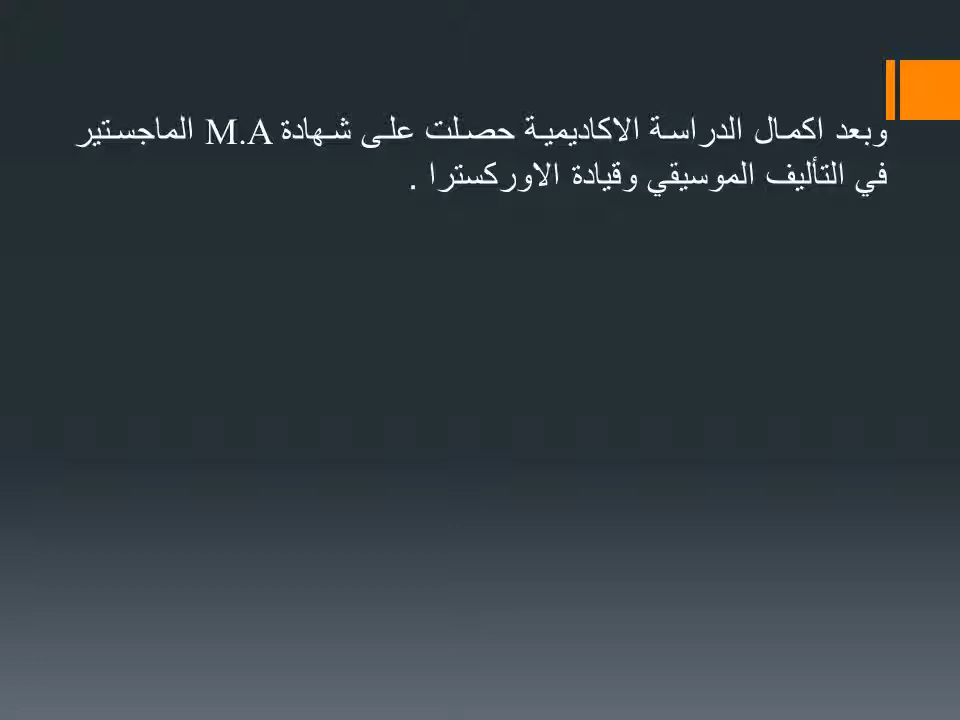 وبعد اكمال الدراسة الاكاديمية حصلت على شهادة M.A الماجستير
في التأليف الموسيقي وقيادة الاوركسترا .